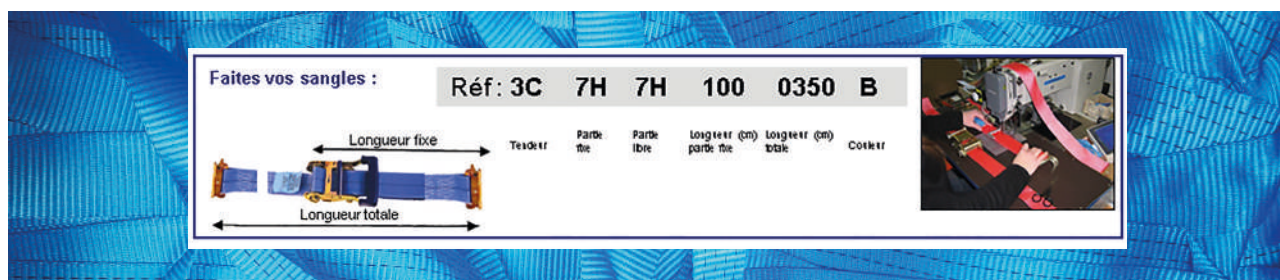 Faites vos sangles :
Réf : 3C 7H 7H 100 0350 B
Tendeur
Partie fixe
Partie libre
Longueur (cm) partie fixe
Longueur (cm) totale
Couleur
Longueur fixe
Longueur totale